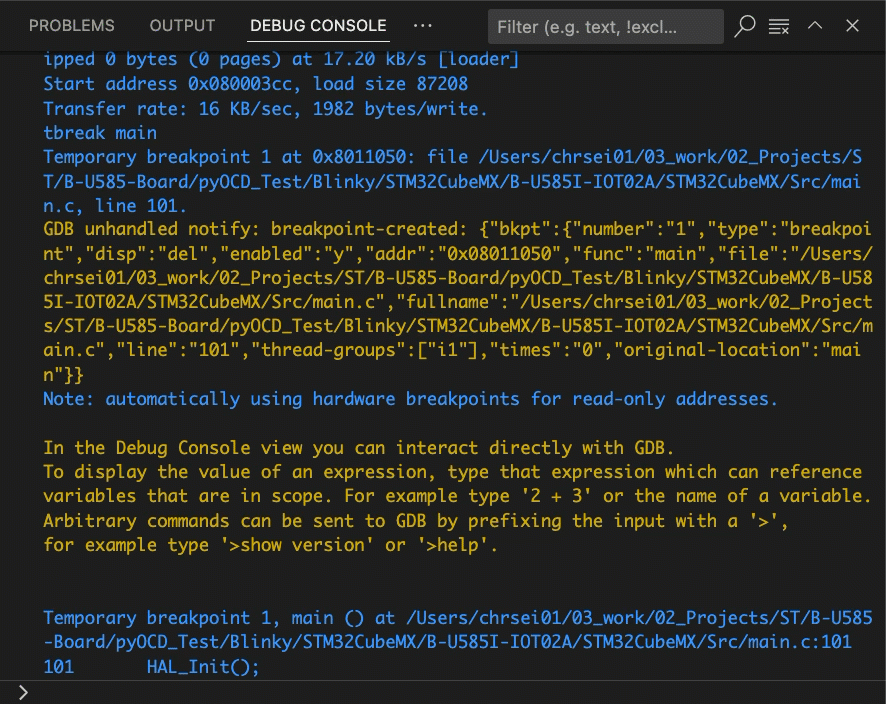 PROBLEMS OUTPUT DEBUG CONSOLE ··· Filter (e.g. text, !excl...
ipped 0 bytes (0 pages) at 17.20 kB/s [loader]
Start address 0x080003cc, load size 87208
Transfer rate: 16 KB/sec, 1982 bytes/write.
tbreak main
Temporary breakpoint 1 at 0x8011050: file /Users/chrsei01/03_work/02_Projects/S
T/B-U585-Board/pyOCD_Test/Blinky/STM32CubeMX/B-U585I-IOT02A/STM32CubeMX/Src/mai
n.c, line 101.
GDB unhandled notify: breakpoint-created: {"bkpt":{"number":"1","type":"breakpoi
nt","disp":"del","enabled":"y","addr":"0x08011050","func":"main","file":"/Users/
chrsei01/03_work/02_Projects/ST/B-U585-Board/pyOCD_Test/Blinky/STM32CubeMX/B-U58
5I-IOT02A/STM32CubeMX/Src/main.c","fullname":"/Users/chrsei01/03_work/02_Project
s/ST/B-U585-Board/pyOCD_Test/Blinky/STM32CubeMX/B-U585I-IOT02A/STM32CubeMX/Src/m
ain.c","line":"101","thread-groups":["i1"],"times":"0","original-location":"mai
n"}}
Note: automatically using hardware breakpoints for read-only addresses.
In the Debug Console view you can interact directly with GDB.
To display the value of an expression, type that expression which can reference
variables that are in scope. For example type '2 + 3' or the name of a variable.
Arbitrary commands can be sent to GDB by prefixing the input with a '>',
for example type '>show version' or '>help'.
Temporary breakpoint 1, main () at /Users/chrsei01/03_work/02_Projects/ST/B-U585
-Board/pyOCD_Test/Blinky/STM32CubeMX/B-U585I-IOT02A/STM32CubeMX/Src/main.c:101
101 HAL_Init();